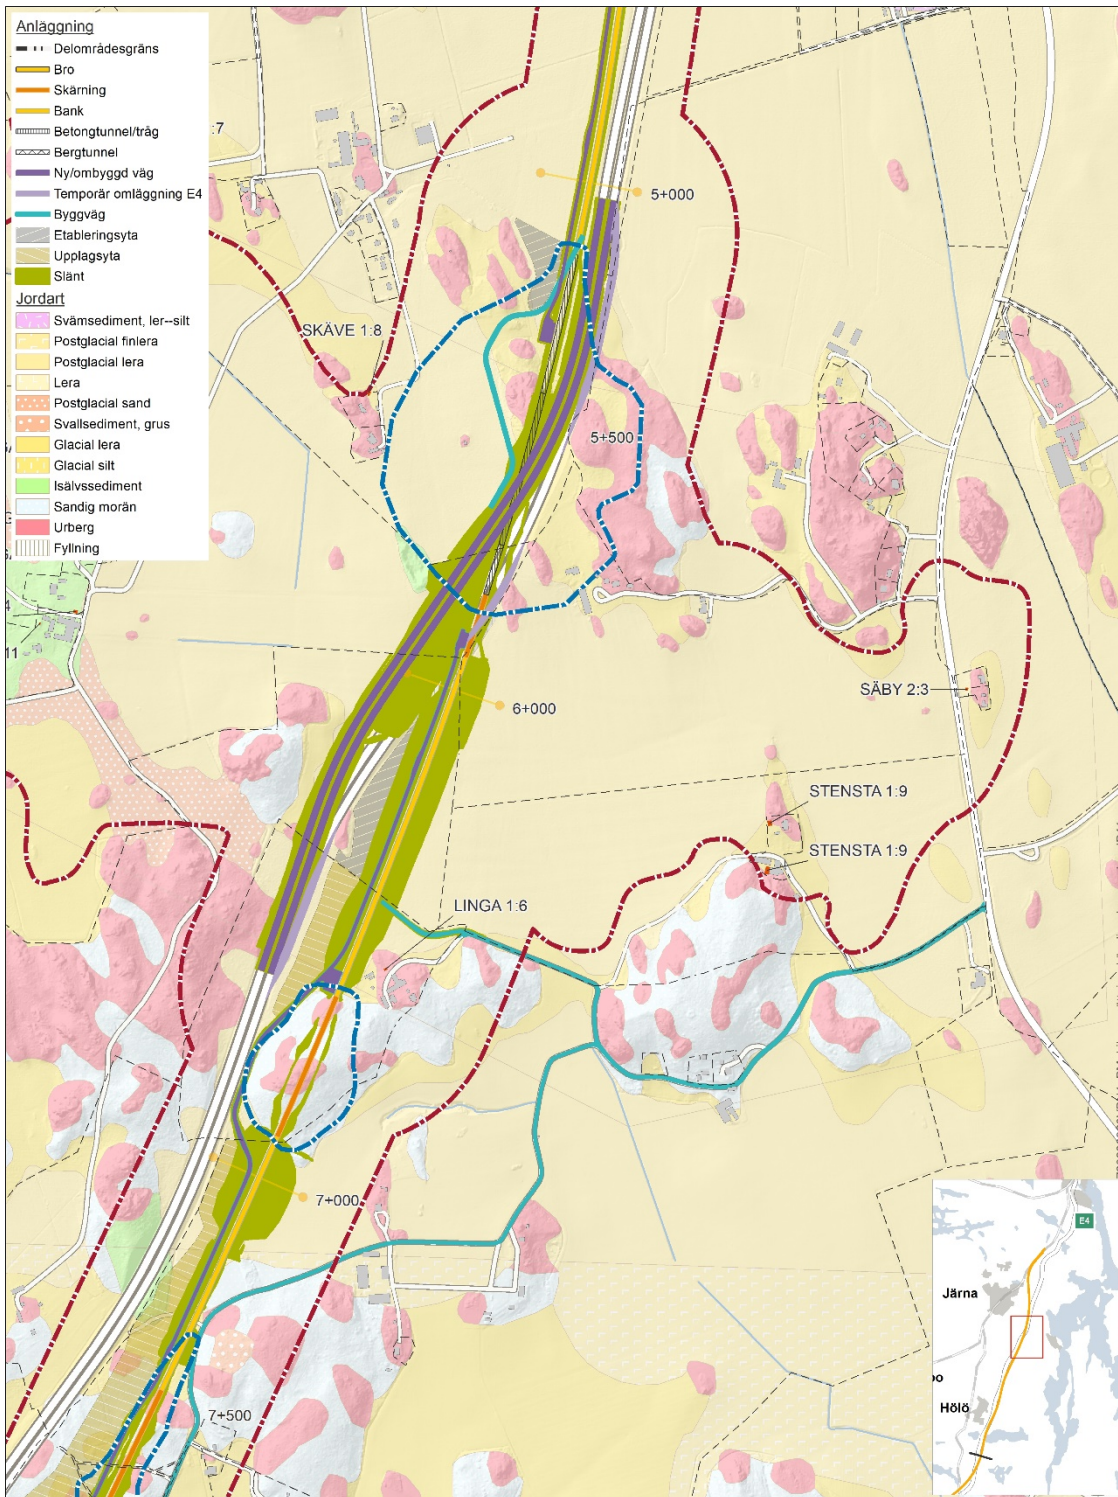 Anläggning
Delområdesgräns
Bro
Skärning
Bank
Betongtunnel/tråg
Bergtunnel
Ny/ombyggd väg
Temporär omläggning E4
Byggväg
Etableringsyta
Upplagsyta
Slänt
Jordart
Svämsediment, ler--silt
Postglacial finlera
Postglacial lera
Lera
Postglacial sand
Svallsediment, grus
Glacial lera
Glacial silt
Isälvssediment
Sandig morän
Urberg
Fyllning
:7
5+000
SKÄVE 1:8
5+500
11
SÄBY 2:3
6+000
STENSTA 1:9
STENSTA 1:9
LINGA 1:6
7+000
7+500
E4
Järna
Hölö